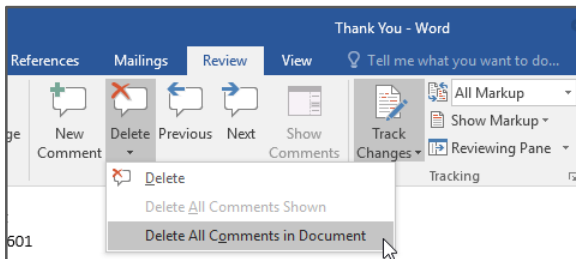 Thank You - Word
References Mailings Review View Tell me what you want to do...
ge New Comment Delete Previous Next Show Comments Track Changes All Markup
Show Markup
Reviewing Pane
Tracking
Delete
Delete All Comments Shown
Delete All Comments in Document
601